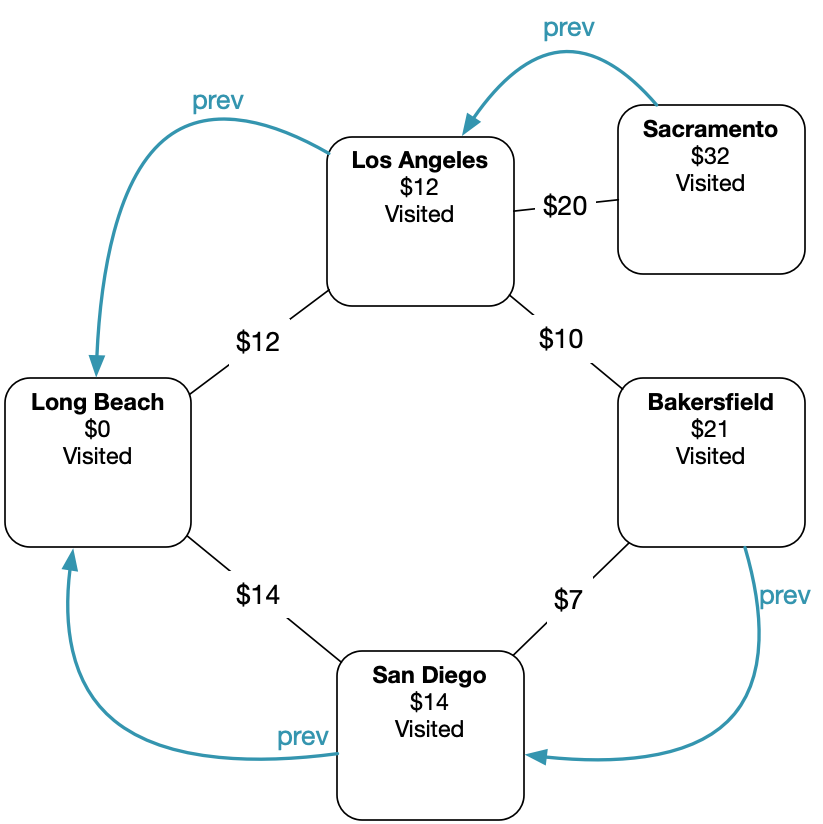 prev
prev
Sacramento
$32
Visited
Los Angeles
$12
Visited
$20
$12
$10
Long Beach
$0
Visited
Bakersfield
$21
Visited
$14
$7
prev
San Diego
$14
Visited
prev